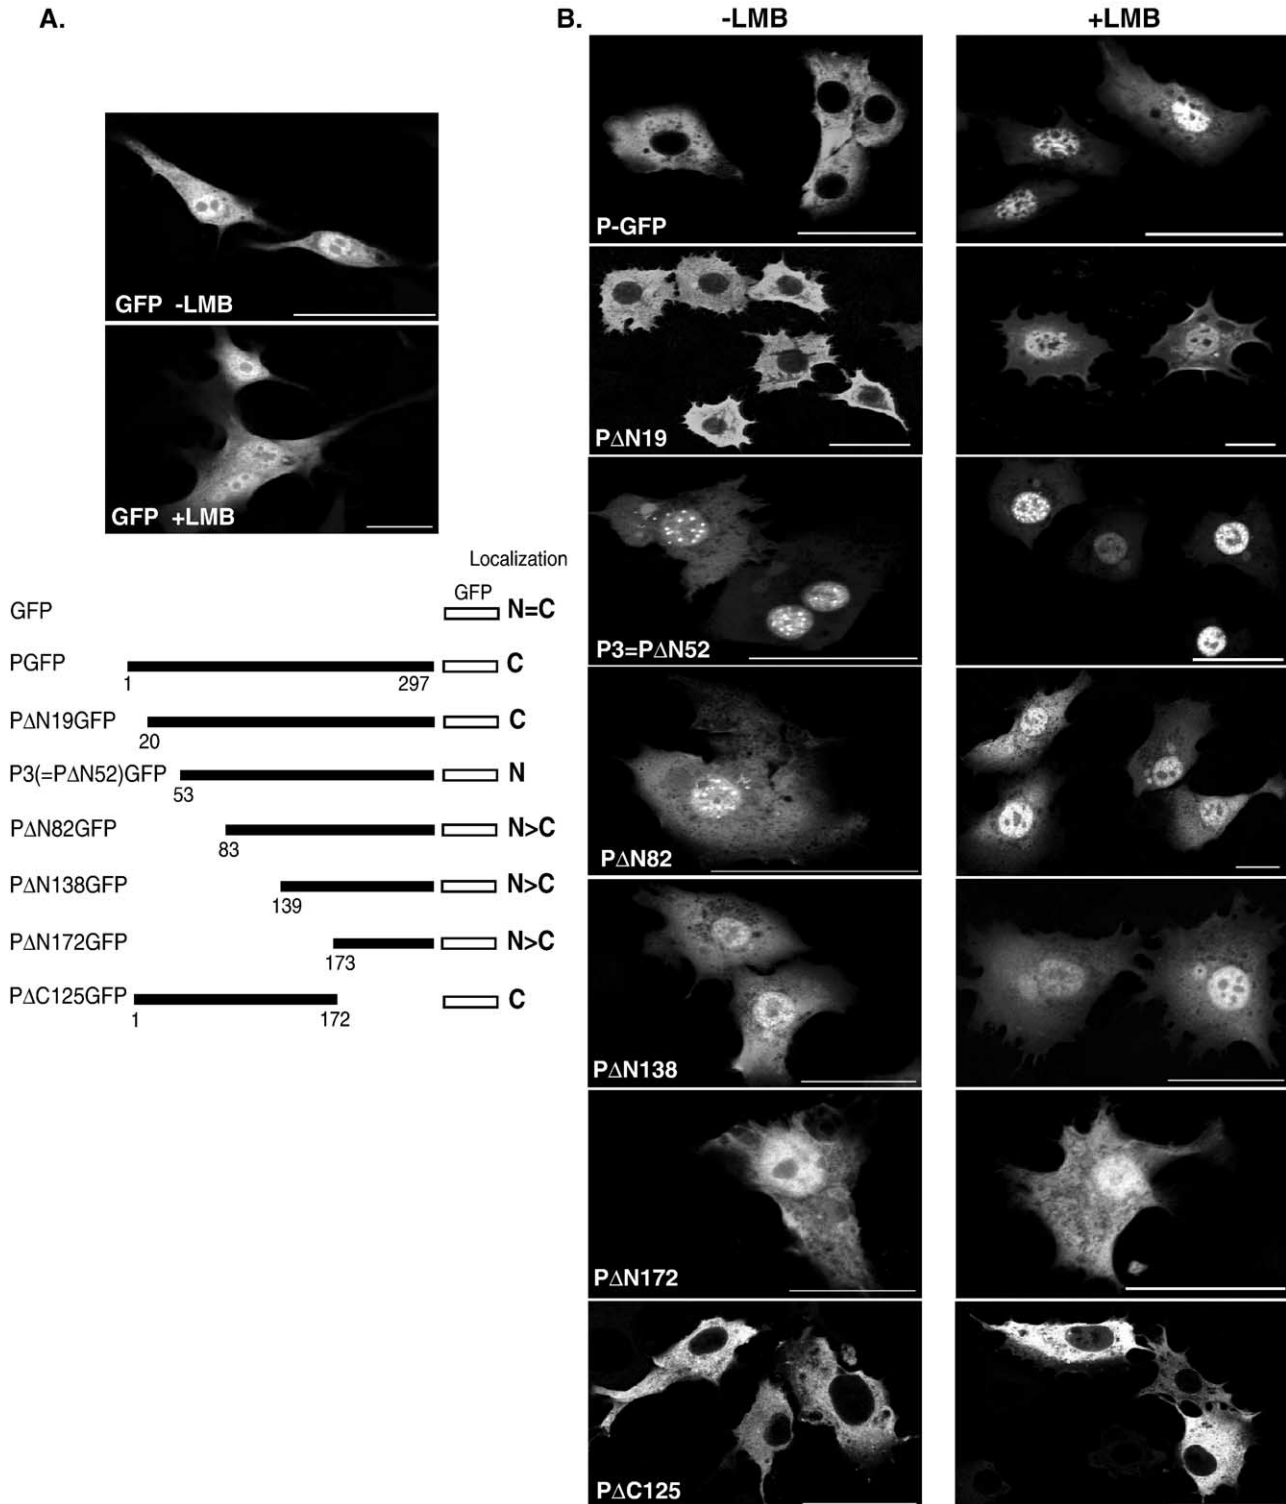 A.
GFP -LMB
GFP +LMB
Localization
GFP
GFP N=C
PGFP C
1 297
PΔN19GFP C
20
P3(=PΔN52)GFP N
53
PΔN82GFP N>C
83
PΔN138GFP N>C
139
PΔN172GFP N>C
173
PΔC125GFP C
1 172
B. -LMB +LMB
P-GFP
PΔN19
P3=PΔN52
PΔN82
PΔN138
PΔN172
PΔC125